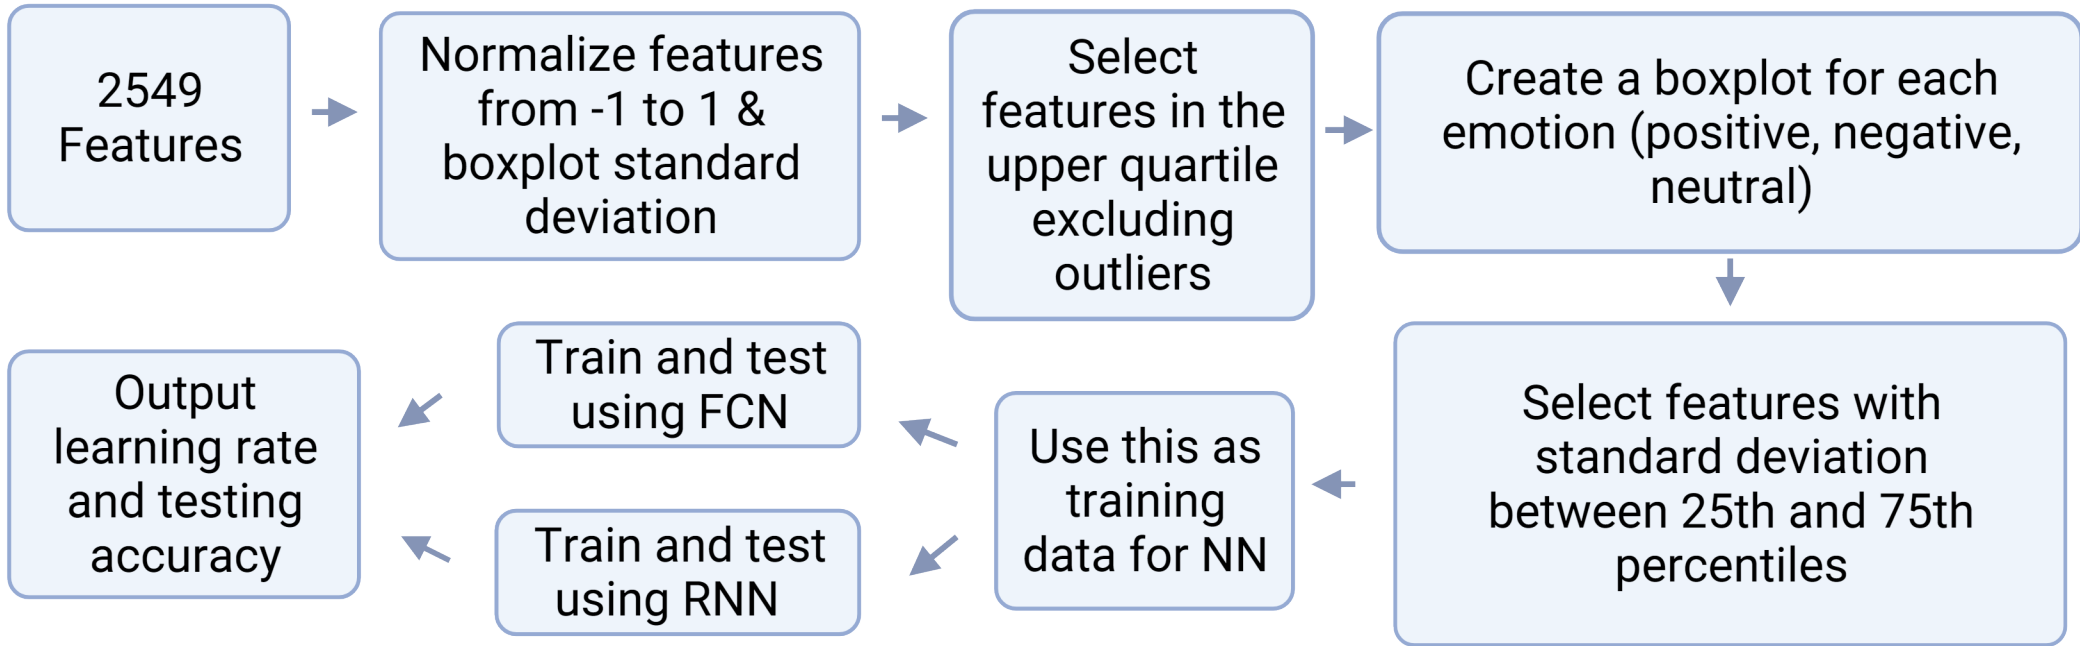 2549
Features
Normalize features
from -1 to 1 &
boxplot standard
deviation
Select
features in the
upper quartile
excluding
outliers
Create a boxplot for each
emotion (positive, negative,
neutral)
Select features with
standard deviation
between 25th and 75th
percentiles
Use this as
training
data for NN
Train and test
using FCN
Train and test
using RNN
Output
learning rate
and testing
accuracy